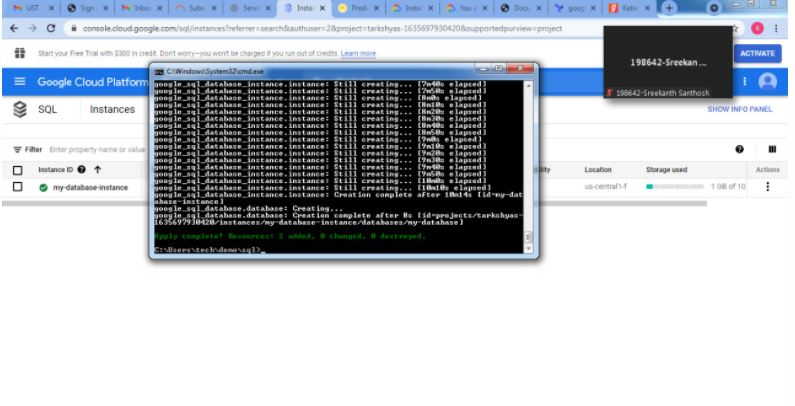 UST
Sign
Inbo
Subs
Servi
Instan
Predi
Instal
You a
Docu
goog
Kabir
console.cloud.google.com/sql/instances?referrer=search&authuser=2&project=tarkshyas-1635697930420&supportedpurview=project
Start your Free Trial with $300 in credit. Don't worry—you won't be charged if you run out of credits. Learn more
ACTIVATE
Google Cloud Platform
198642-Sreekan ...
198642-Sreekanth Santhosh
SQL
Instances
SHOW INFO PANEL
C:\Windows\System32\cmd.exe
google_sql_database_instance.instance: Still creating... [7m40s elapsed]
google_sql_database_instance.instance: Still creating... [7m50s elapsed]
google_sql_database_instance.instance: Still creating... [8m0s elapsed]
google_sql_database_instance.instance: Still creating... [8m10s elapsed]
google_sql_database_instance.instance: Still creating... [8m20s elapsed]
google_sql_database_instance.instance: Still creating... [8m30s elapsed]
google_sql_database_instance.instance: Still creating... [8m40s elapsed]
google_sql_database_instance.instance: Still creating... [8m50s elapsed]
google_sql_database_instance.instance: Still creating... [9m0s elapsed]
google_sql_database_instance.instance: Still creating... [9m10s elapsed]
google_sql_database_instance.instance: Still creating... [9m20s elapsed]
google_sql_database_instance.instance: Still creating... [9m30s elapsed]
google_sql_database_instance.instance: Still creating... [9m40s elapsed]
google_sql_database_instance.instance: Still creating... [9m50s elapsed]
google_sql_database_instance.instance: Still creating... [10m0s elapsed]
google_sql_database_instance.instance: Still creating... [10m10s elapsed]
google_sql_database_instance.instance: Creation complete after 10m14s [id=my-dat
abase-instance]
google_sql_database.database: Creating...
google_sql_database.database: Creation complete after 8s [id=projects/tarkshyas-
1635697930420/instances/my-database-instance/databases/my-database]
Apply complete! Resources: 2 added, 0 changed, 0 destroyed.
C:\Users\tech\demo\sql>
Filter Enter property name or value
Instance ID
ility
Location
Storage used
Actions
my-database-instance
us-central1-f
1 GB of 10